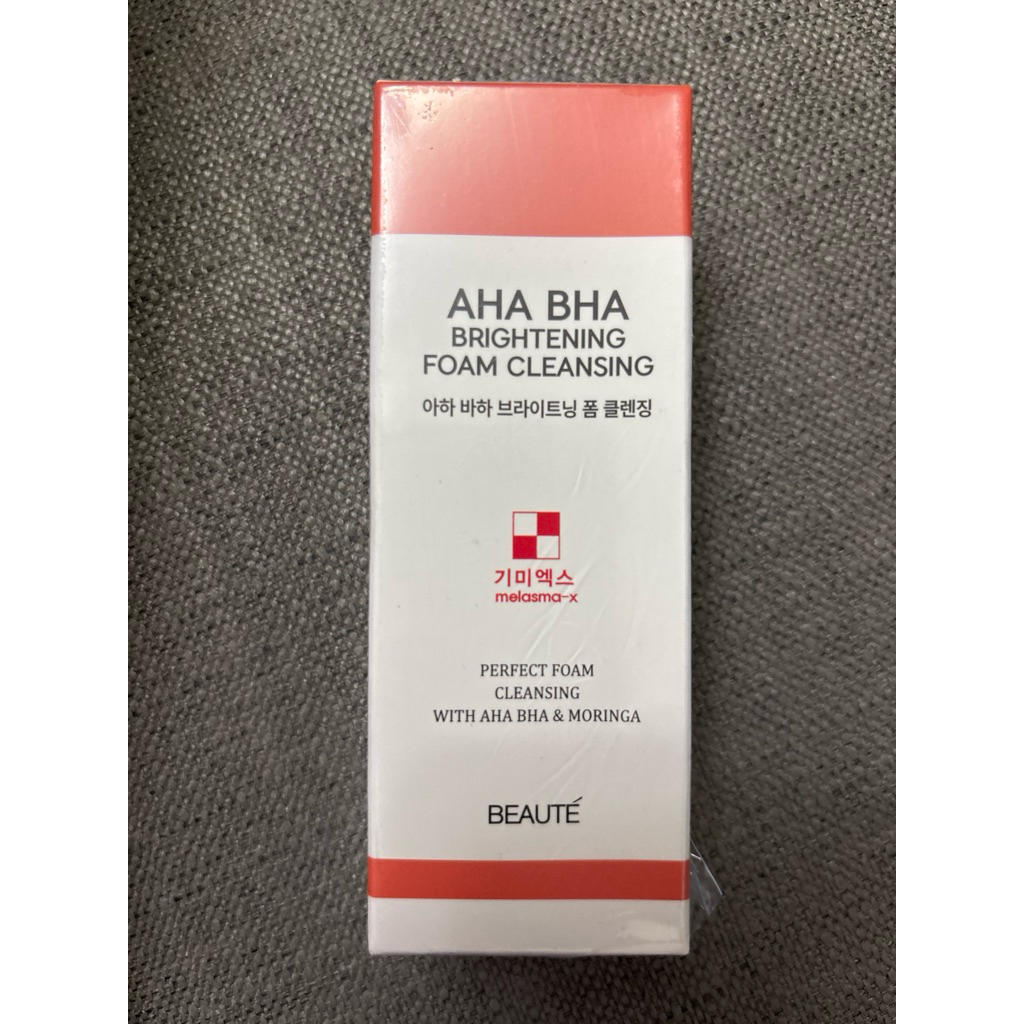 AHA BHA
BRIGHTENING
FOAM CLEANSING
아하 바하 브라이트닝 폼 클렌징
기미엑스
melasma-x
PERFECT FOAM
CLEANSING
WITH AHA BHA & MORINGA
BEAUTÉ